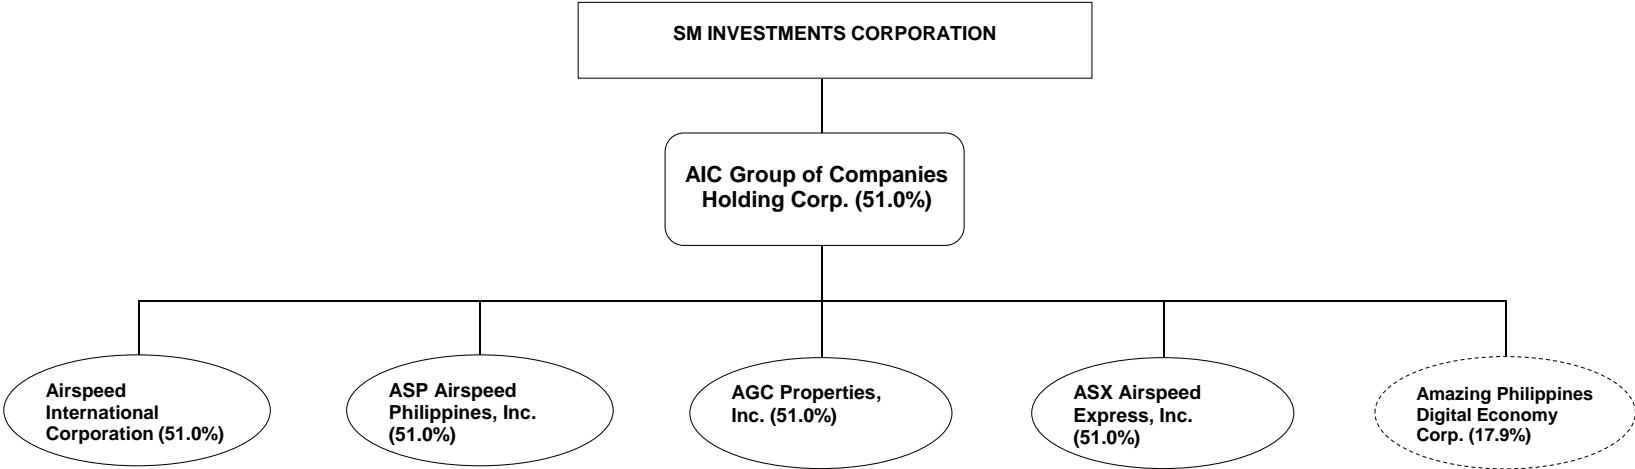 SM INVESTMENTS CORPORATION
AIC Group of Companies
Holding Corp. (51.0%)
Airspeed
International
Corporation (51.0%)
ASP Airspeed
Philippines, Inc.
(51.0%)
AGC Properties,
Inc. (51.0%)
ASX Airspeed
Express, Inc.
(51.0%)
Amazing Philippines
Digital Economy
Corp. (17.9%)